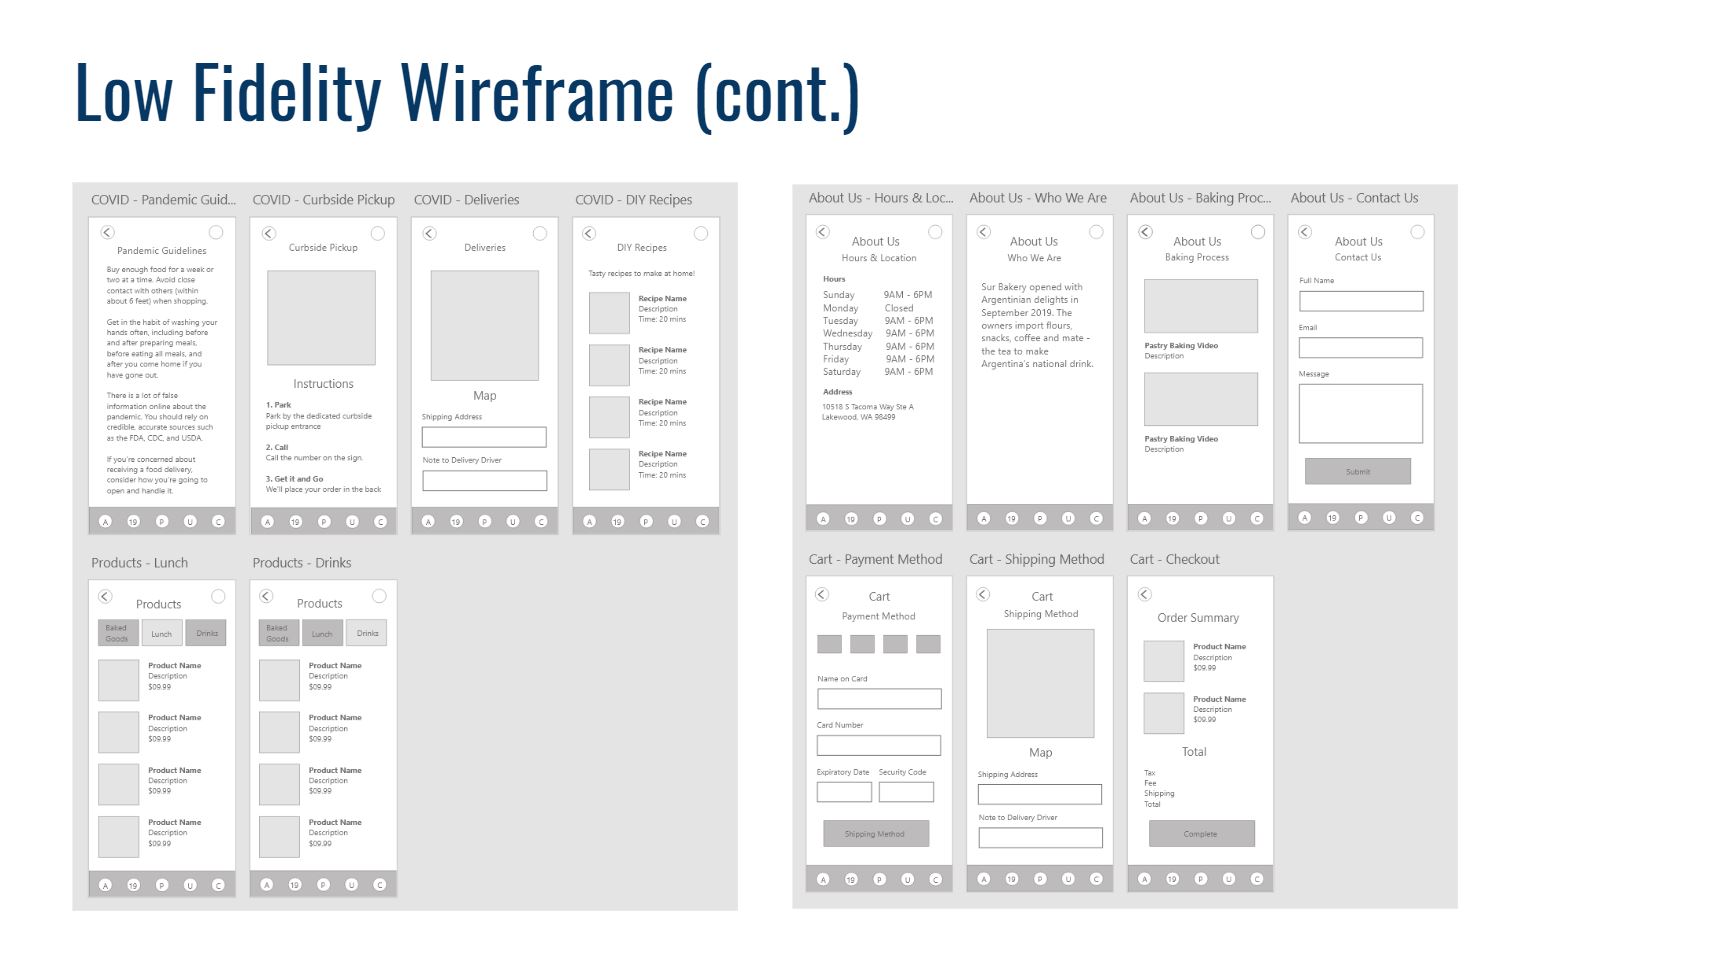 Low Fidelity Wireframe (cont.)
COVID - Pandemic Guid...
Pandemic Guidelines
Buy enough food for a week or
two at a time. Avoid close
contact with others (within
about 6 feet) when shopping.
Get in the habit of washing your
hands often, including before
and after preparing meals,
before eating all meals, and
after you come home if you
have gone out.
There is a lot of false
information online about the
pandemic. You should rely on
credible, accurate sources such
as the FDA, CDC, and USDA.
If you're concerned about
receiving a food delivery,
consider how you're going to
open and handle it.
A 19 P U C
COVID - Curbside Pickup
Curbside Pickup
Instructions
1. Park
Park by the dedicated curbside
pickup entrance
2. Call
Call the number on the sign.
3. Get it and Go
We'll place your order in the back
A 19 P U C
COVID - Deliveries
Deliveries
Map
Shipping Address
Note to Delivery Driver
A 19 P U C
COVID - DIY Recipes
DIY Recipes
Tasty recipes to make at home!
Recipe Name
Description
Time: 20 mins
Recipe Name
Description
Time: 20 mins
Recipe Name
Description
Time: 20 mins
Recipe Name
Description
Time: 20 mins
A 19 P U C
Products - Lunch
Products
Baked
Goods
Lunch
Drinks
Product Name
Description
$09.99
Product Name
Description
$09.99
Product Name
Description
$09.99
Product Name
Description
$09.99
A 19 P U C
Products - Drinks
Products
Baked
Goods
Lunch
Drinks
Product Name
Description
$09.99
Product Name
Description
$09.99
Product Name
Description
$09.99
Product Name
Description
$09.99
A 19 P U C
About Us - Hours & Loc...
About Us
Hours & Location
Hours
Sunday 9AM - 6PM
Monday Closed
Tuesday 9AM - 6PM
Wednesday 9AM - 6PM
Thursday 9AM - 6PM
Friday 9AM - 6PM
Saturday 9AM - 6PM
Address
10518 S Tacoma Way Ste A
Lakewood, WA 98499
A 19 P U C
About Us - Who We Are
About Us
Who We Are
Sur Bakery opened with
Argentinian delights in
September 2019. The
owners import flours,
snacks, coffee and mate -
the tea to make
Argentina's national drink.
A 19 P U C
About Us - Baking Proc...
About Us
Baking Process
Pastry Baking Video
Description
Pastry Baking Video
Description
A 19 P U C
About Us - Contact Us
About Us
Contact Us
Full Name
Email
Message
Submit
A 19 P U C
Cart - Payment Method
Cart
Payment Method
Name on Card
Card Number
Expiratory Date Security Code
Shipping Method
A 19 P U C
Cart - Shipping Method
Cart
Shipping Method
Map
Shipping Address
Note to Delivery Driver
A 19 P U C
Cart - Checkout
Order Summary
Product Name
Description
$09.99
Product Name
Description
$09.99
Total
Tax
Fee
Shipping
Total
Complete
A 19 P U C